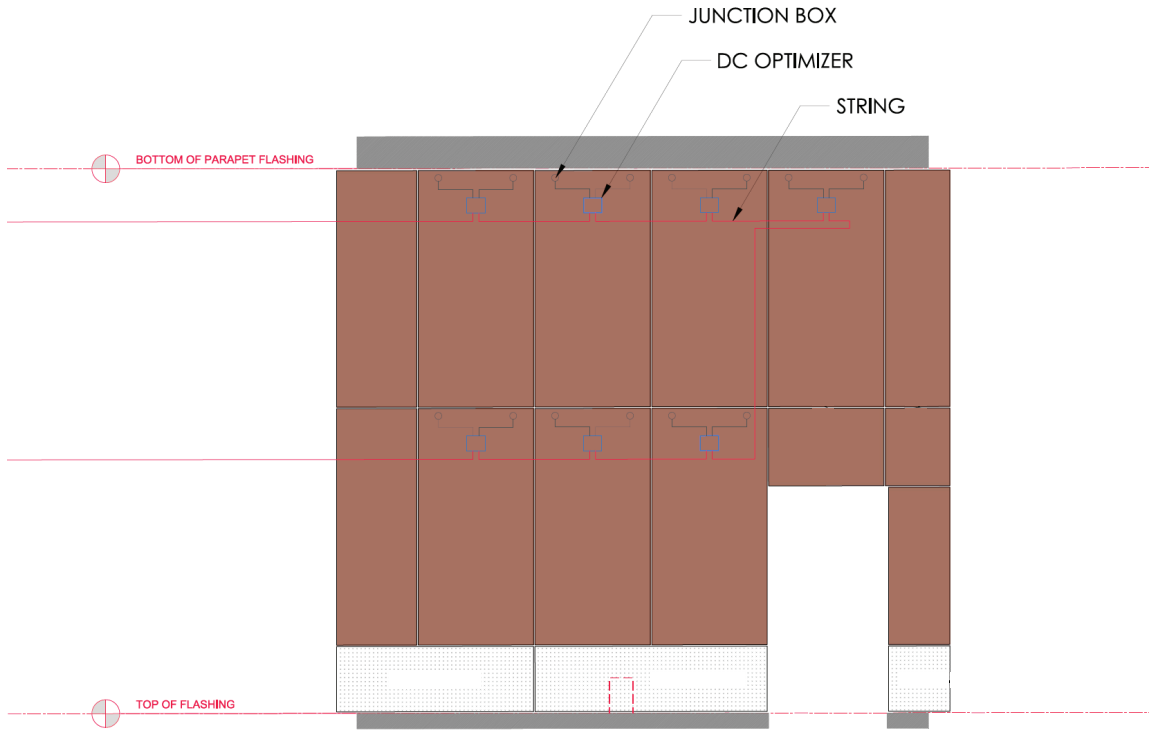 JUNCTION BOX
DC OPTIMIZER
STRING
BOTTOM OF PARAPET FLASHING
TOP OF FLASHING